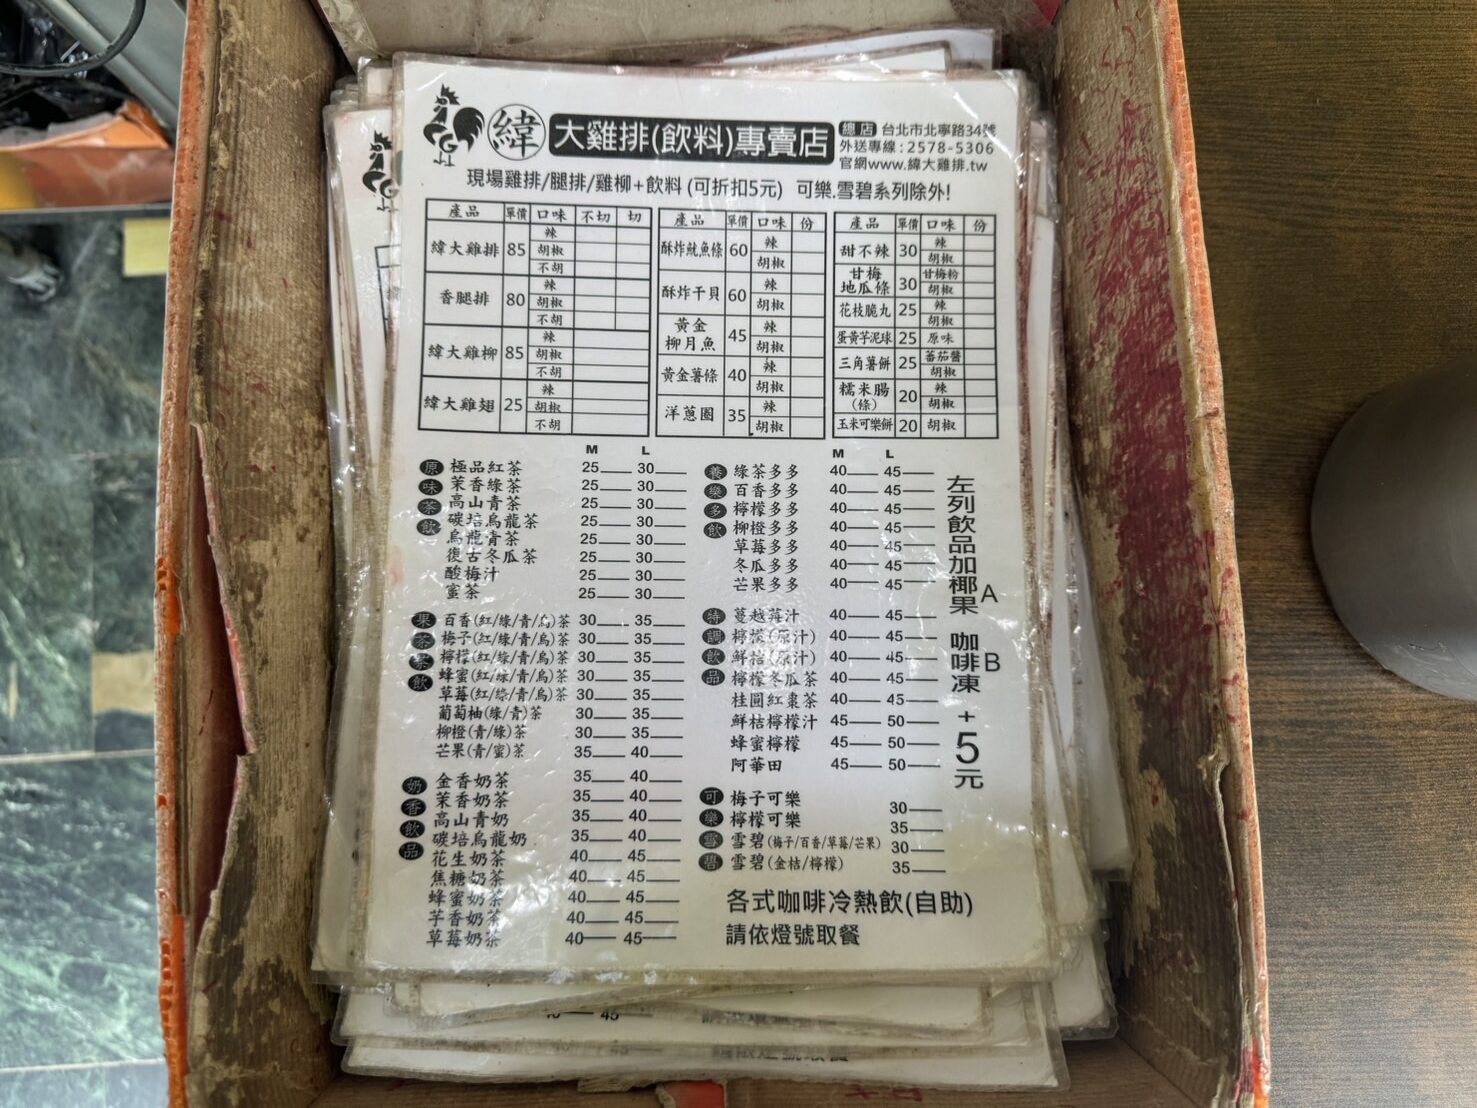 緯 大雞排(飲料)專賣店
總店 台北市北寧路34號
外送專線:2578-5306
官網www.緯大雞排.tw
現場雞排/腿排/雞柳+飲料 (可折扣5元) 可樂.雪碧系列除外!
產品 單價 口味 不切 切
緯大雞排 85 辣
胡椒
不胡
香腿排 80 辣
胡椒
不胡
緯大雞柳 85 辣
胡椒
不胡
緯大雞翅 25 辣
胡椒
不胡
產品 單價 口味 份
酥炸魷魚條 60 辣
胡椒
酥炸干貝 60 辣
胡椒
黃金柳月魚 45 辣
胡椒
黃金薯條 40 辣
胡椒
洋蔥圈 35 辣
胡椒
產品 單價 口味 份
甜不辣 30 辣
胡椒
甘梅地瓜條 30 甘梅粉
胡椒
花枝脆丸 25 辣
胡椒
蛋黃芋泥球 25 原味
三角薯餅 25 蕃茄醬
胡椒
糯米腸(條) 20 辣
胡椒
玉米可樂餅 20 胡椒
M L
原味茶飲
極品紅茶 25 30
茉香綠茶 25 30
高山青茶 25 30
碳培烏龍茶 25 30
烏龍青茶 25 30
復古冬瓜茶 25 30
酸梅汁 25 30
蜜茶 25 30
果茶茶飲
百香(紅/綠/青/烏)茶 30 35
梅子(紅/綠/青/烏)茶 30 35
檸檬(紅/綠/青/烏)茶 30 35
蜂蜜(紅/綠/青/烏)茶 30 35
草莓(紅/綠/青/烏)茶 30 35
葡萄柚(綠/青)茶 30 35
柳橙(青/綠)茶 30 35
芒果(青/蜜)茶 35 40
奶香飲品
金香奶茶 35 40
茉香奶茶 35 40
高山青奶 35 40
碳培烏龍奶 35 40
花生奶茶 40 45
焦糖奶茶 40 45
蜂蜜奶茶 40 45
芋香奶茶 40 45
草莓奶茶 40 45
M L
養樂多飲
綠茶多多 40 45
百香多多 40 45
檸檬多多 40 45
柳橙多多 40 45
草莓多多 40 45
冬瓜多多 40 45
芒果多多 40 45
特調飲品
蔓越莓汁 40 45
檸檬(原汁) 40 45
鮮桔(原汁) 40 45
檸檬冬瓜茶 40 45
桂圓紅棗茶 40 45
鮮桔檸檬汁 45 50
蜂蜜檸檬 45 50
阿華田 45 50
可樂雪碧
梅子可樂 30
檸檬可樂 35
雪碧(梅子/百香/草莓/芒果) 30
雪碧(金桔/檸檬) 35
左列飲品加椰果A 咖啡凍B +5元
各式咖啡冷熱飲(自助)
請依燈號取餐